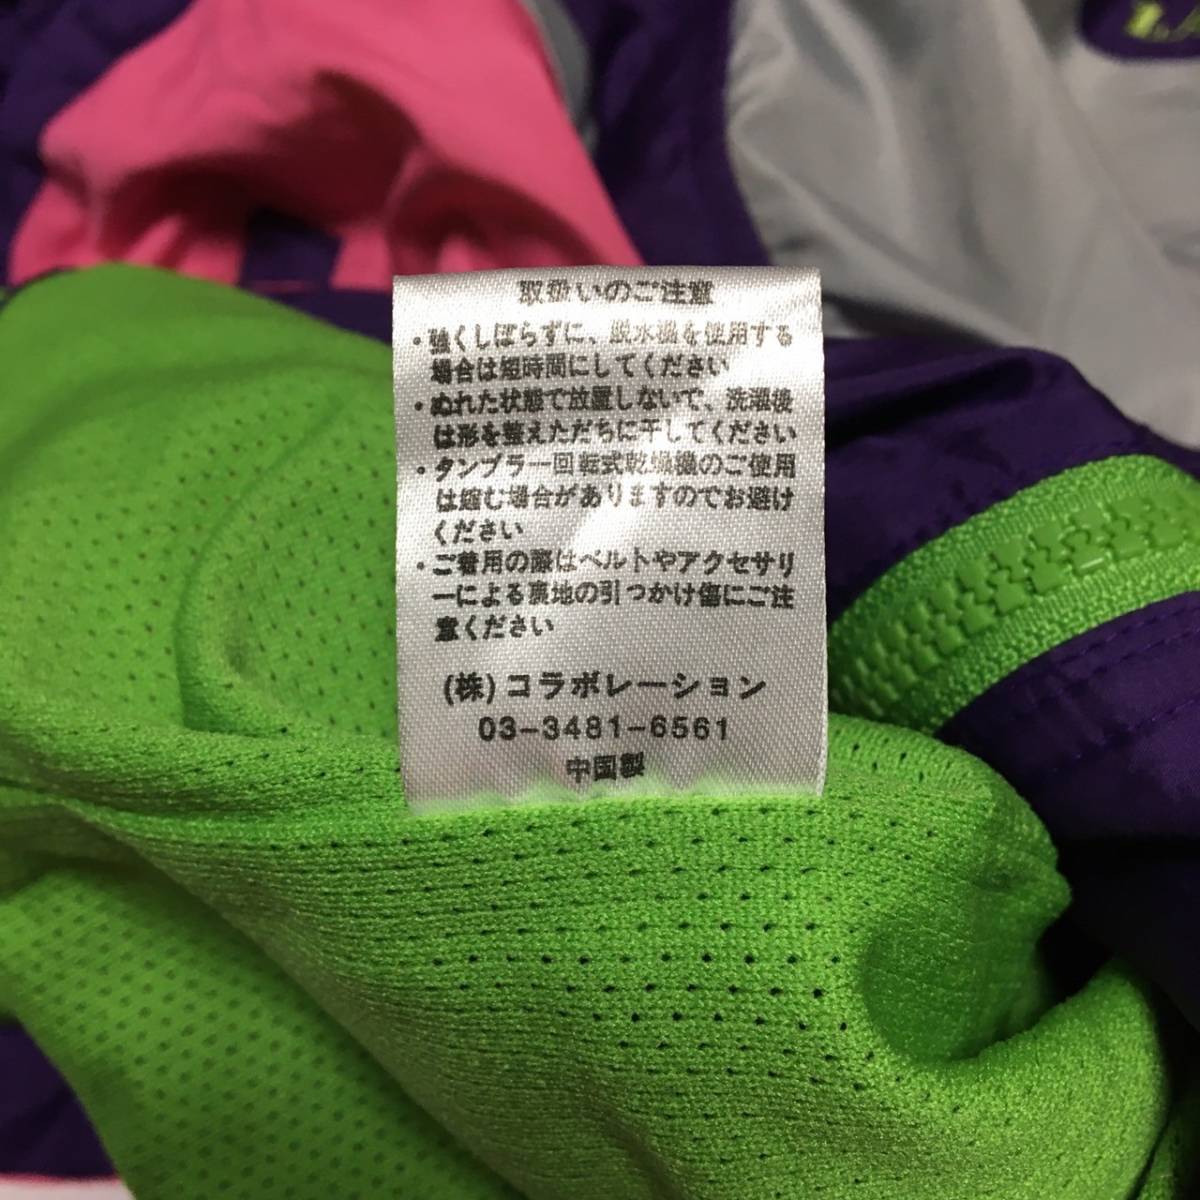 取扱いのご注意
・強くしぼらずに、脱水機を使用する
場合は短時間にしてください
・ぬれた状態で放置しないで、洗濯後
は形を整えただちに干してください
・タンブラー回転式乾燥機のご使用
は縮む場合がありますのでお避け
ください
・ご着用の際はベルトやアクセサリ
ーによる裏地の引っかけ傷にご注
意ください
(株)コラボレーション
03-3481-6561
中国製